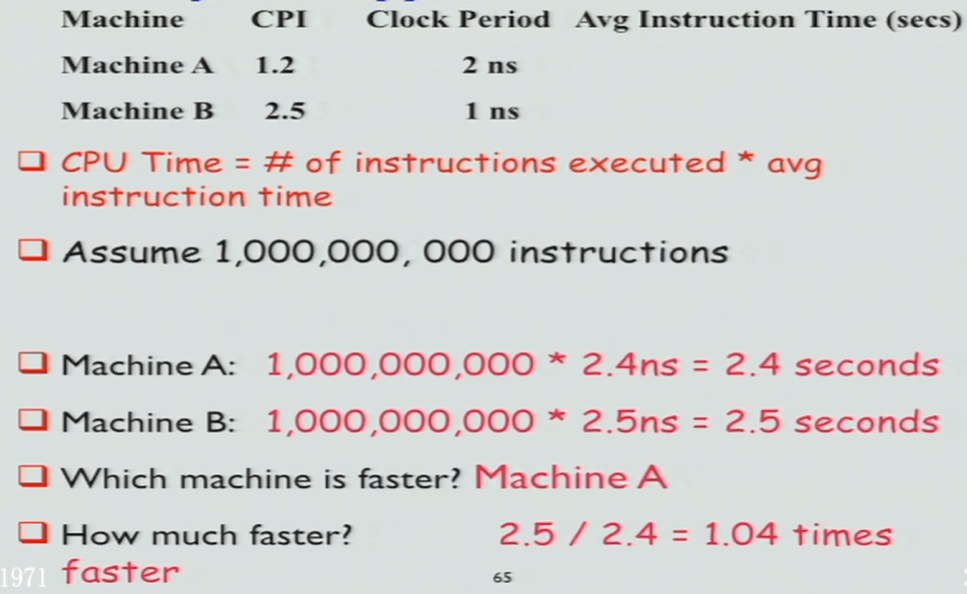 Machine CPI Clock Period Avg Instruction Time (secs)
Machine A 1.2 2 ns
Machine B 2.5 1 ns
CPU Time = # of instructions executed * avg
instruction time
Assume 1,000,000, 000 instructions
Machine A: 1,000,000,000 * 2.4ns = 2.4 seconds
Machine B: 1,000,000,000 * 2.5ns = 2.5 seconds
Which machine is faster? Machine A
How much faster? 2.5 / 2.4 = 1.04 times
faster
1971
65